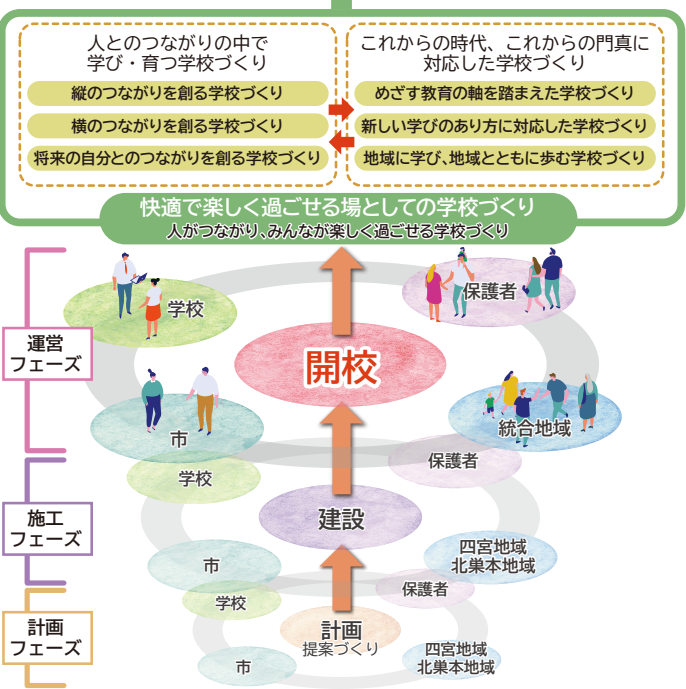 人とのつながりの中で
学び・育つ学校づくり
縦のつながりを創る学校づくり
横のつながりを創る学校づくり
将来の自分とのつながりを創る学校づくり
これからの時代、これからの門真に
対応した学校づくり
めざす教育の軸を踏まえた学校づくり
新しい学びのあり方に対応した学校づくり
地域に学び、地域とともに歩む学校づくり
快適で楽しく過ごせる場としての学校づくり
人がつながり、みんなが楽しく過ごせる学校づくり
運営
フェーズ
学校
保護者
開校
市
統合地域
施工
フェーズ
学校
保護者
建設
市
四宮地域
北巣本地域
計画
フェーズ
学校
保護者
計画
提案づくり
市
四宮地域
北巣本地域